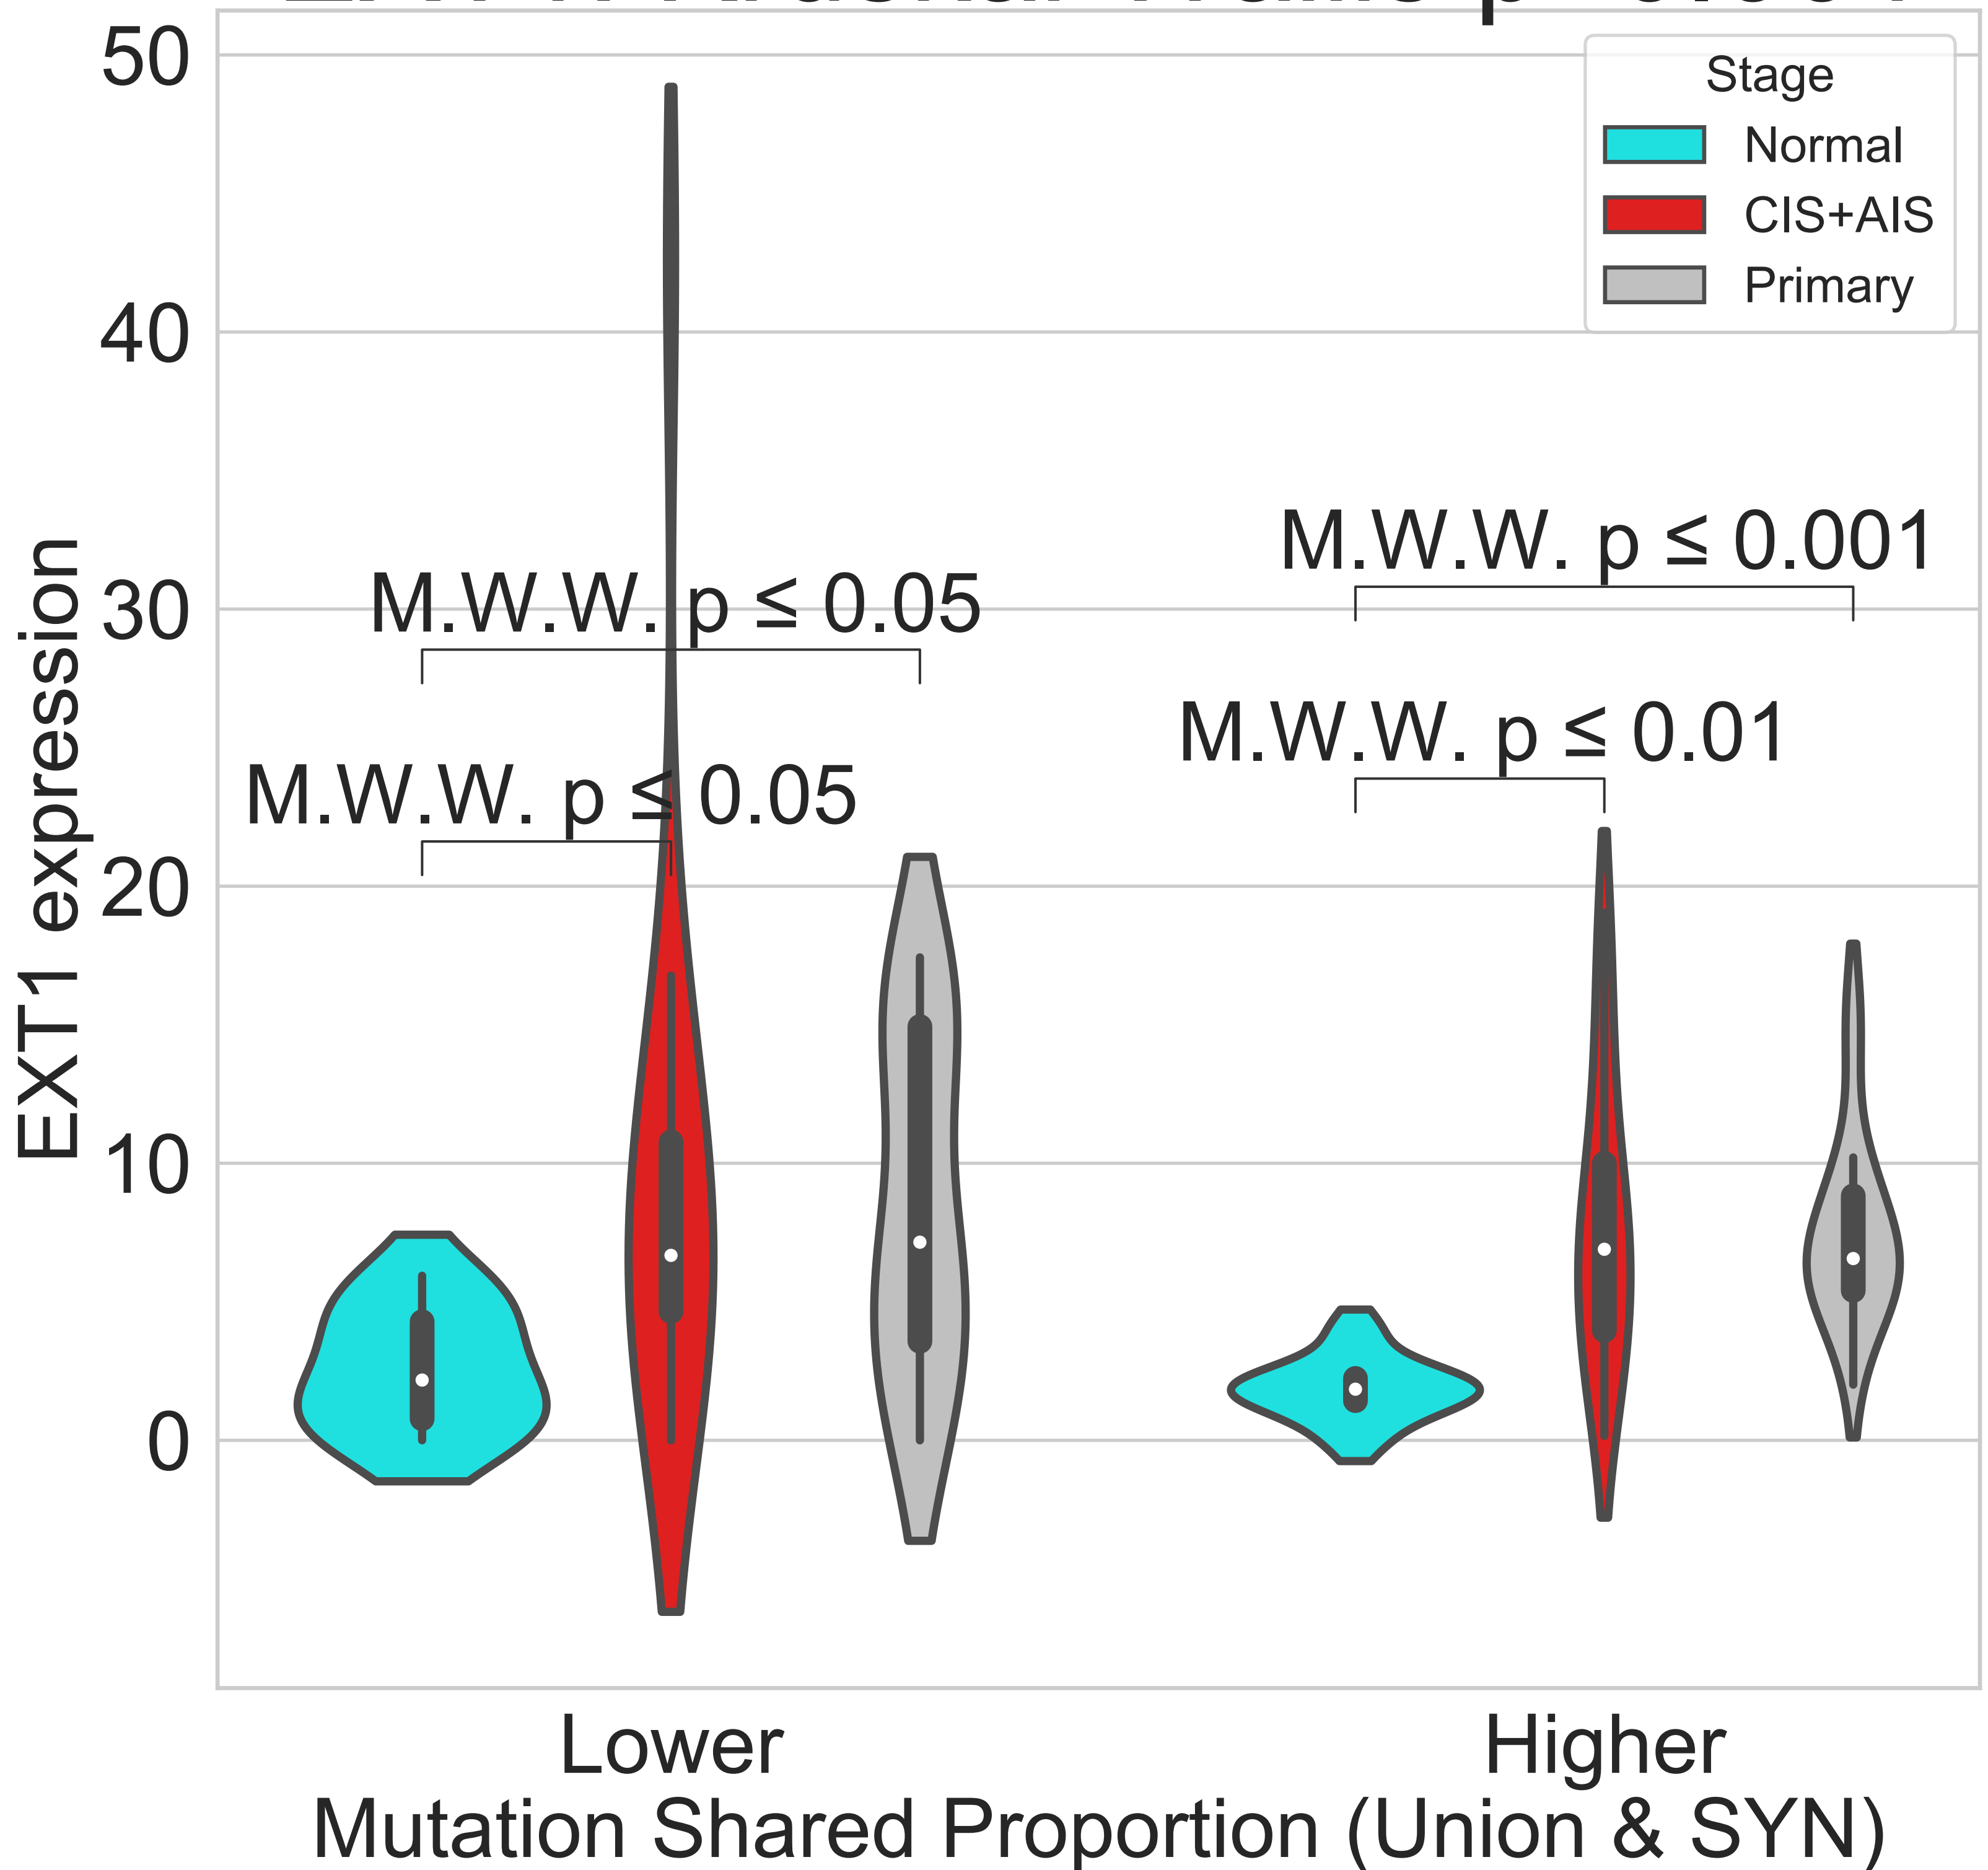 50
Stage
Normal
CIS+AIS
Primary
40
M.W.W. p ≤ 0.001
30
M.W.W. p ≤ 0.05
M.W.W. p ≤ 0.01
M.W.W. p ≤ 0.05
20
10
0
EXT1 expression
Lower
Higher
Mutation Shared Proportion (Union & SYN)